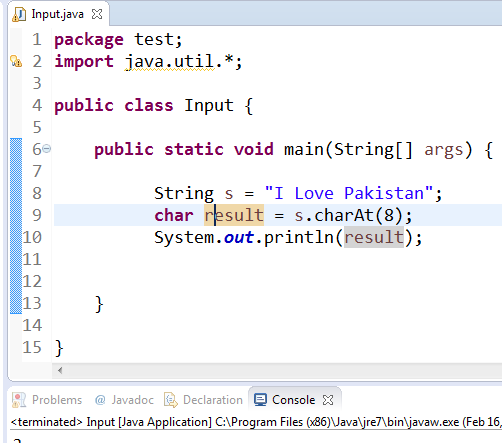 Input.java
1 package test;
2 import java.util.*;
3
4 public class Input {
5
6 public static void main(String[] args) {
7
8 String s = "I Love Pakistan";
9 char result = s.charAt(8);
10 System.out.println(result);
11
12
13 }
14
15 }
Problems @ Javadoc Declaration Console
<terminated> Input [Java Application] C:\Program Files (x86)\Java\jre7\bin\javaw.exe (Feb 16,